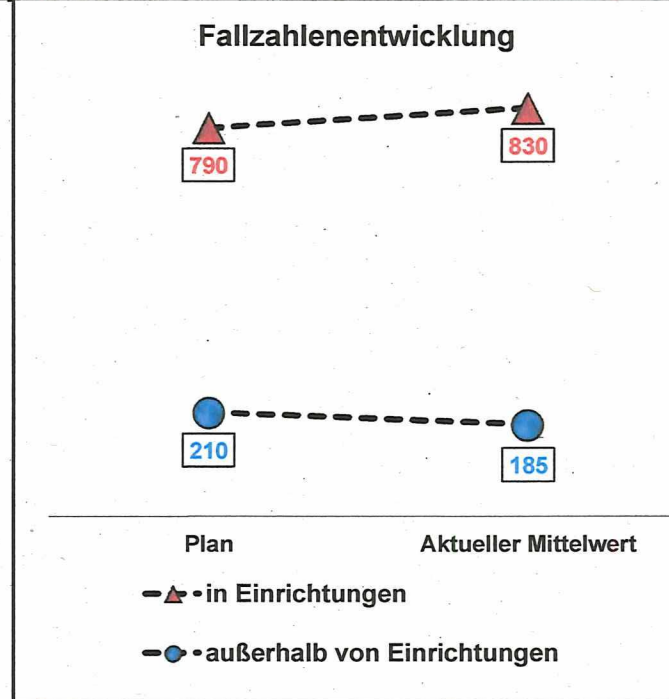 Fallzahlenentwicklung
790
830
210
185
Plan Aktueller Mittelwert
in Einrichtungen
außerhalb von Einrichtungen